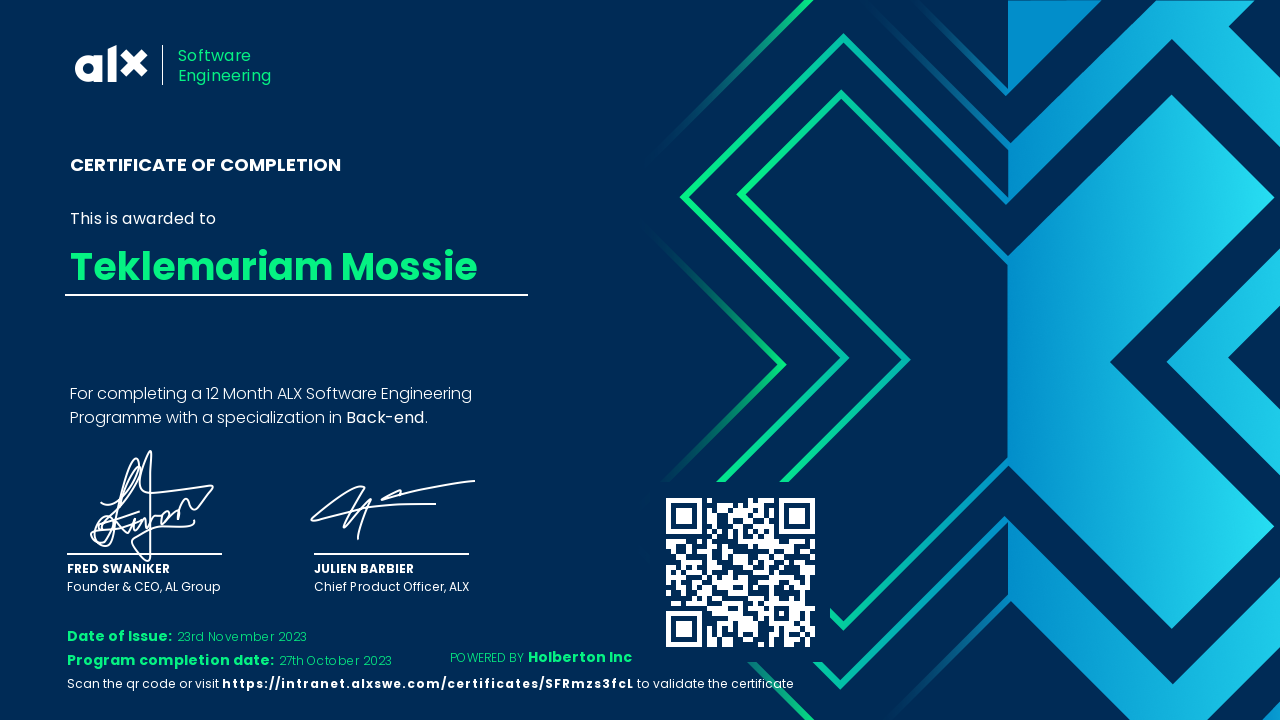 alx
Software
Engineering
CERTIFICATE OF COMPLETION
This is awarded to
Teklemariam Mossie
For completing a 12 Month ALX Software Engineering
Programme with a specialization in Back-end.
FRED SWANIKER
Founder & CEO, AL Group
JULIEN BARBIER
Chief Product Officer, ALX
Date of Issue: 23rd November 2023
Program completion date: 27th October 2023
POWERED BY Holberton Inc
Scan the qr code or visit https://intranet.alxswe.com/certificates/SFRmzs3fcL to validate the certificate